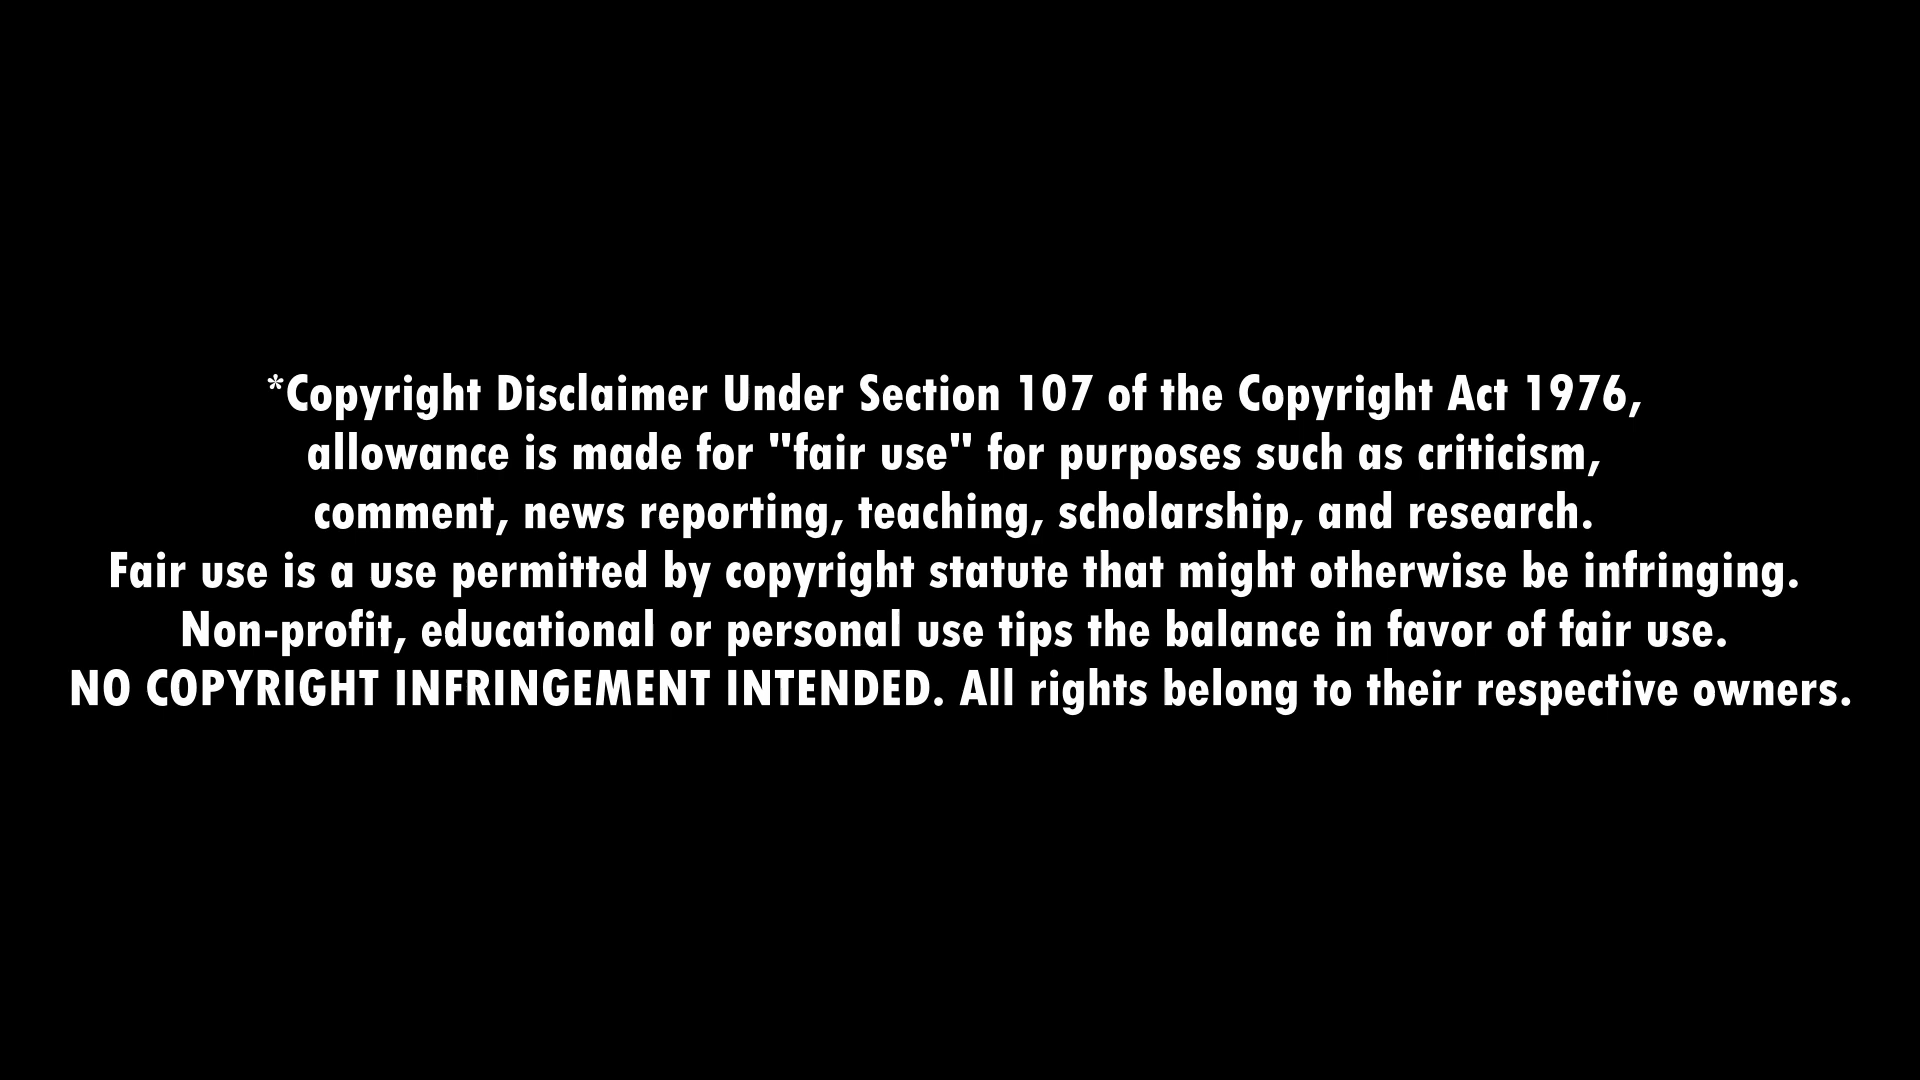 *Copyright Disclaimer Under Section 107 of the Copyright Act 1976,
allowance is made for "fair use" for purposes such as criticism,
comment, news reporting, teaching, scholarship, and research.
Fair use is a use permitted by copyright statute that might otherwise be infringing.
Non-profit, educational or personal use tips the balance in favor of fair use.
NO COPYRIGHT INFRINGEMENT INTENDED. All rights belong to their respective owners.